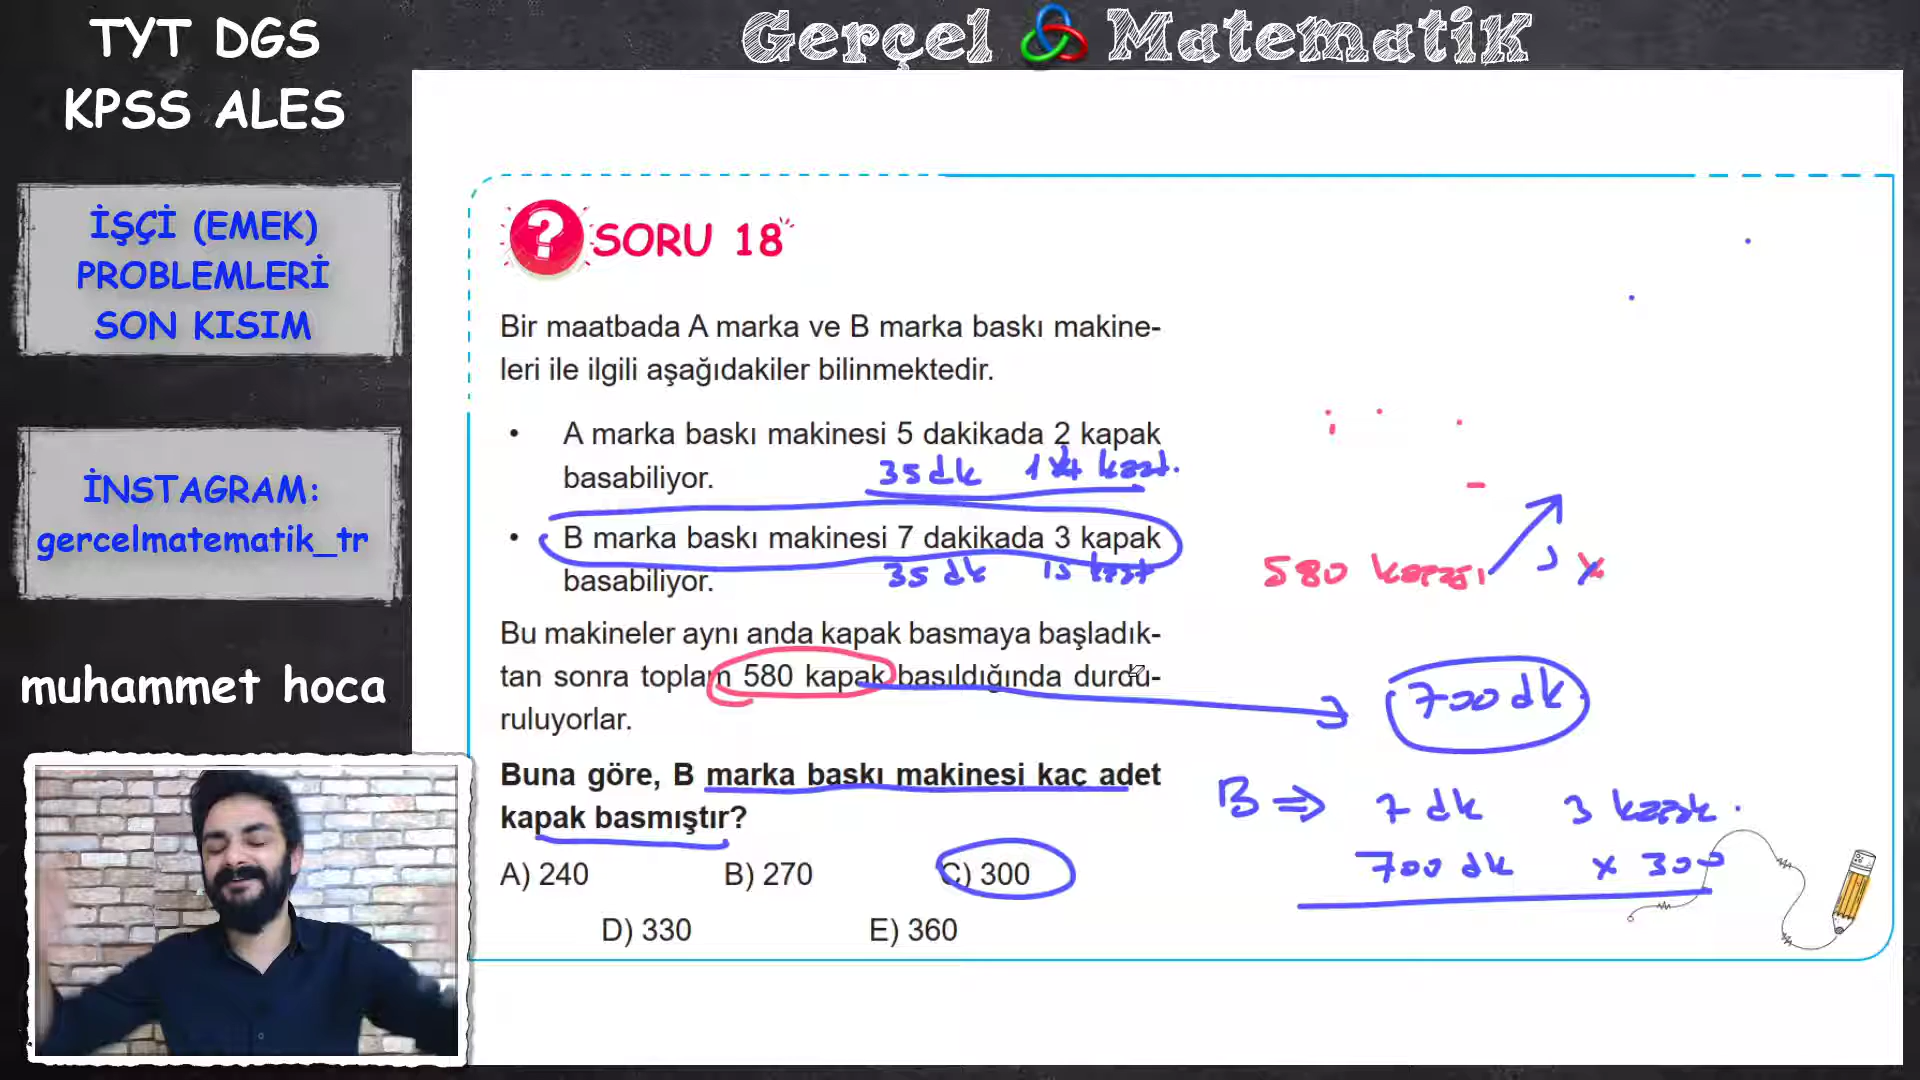 TYT DGS
KPSS ALES
Gerçel Matematik
İŞÇİ (EMEK)
PROBLEMLERİ
SON KISIM
İNSTAGRAM:
gercelmatematik_tr
muhammet hoca
? SORU 18
Bir maatbada A marka ve B marka baskı makine-
leri ile ilgili aşağıdakiler bilinmektedir.
• A marka baskı makinesi 5 dakikada 2 kapak
basabiliyor.
35 dk 14
• B marka baskı makinesi 7 dakikada 3 kapak
basabiliyor.
35 dk 15
Bu makineler aynı anda kapak basmaya başladık-
tan sonra toplam 580 kapak basıldığında durdu-
ruluyorlar.
580 x
700 dk
Buna göre, B marka baskı makinesi kaç adet
kapak basmıştır?
B ⇒ 7 dk 3 kapak.
700 dk x 300
A) 240 B) 270 C) 300
D) 330 E) 360